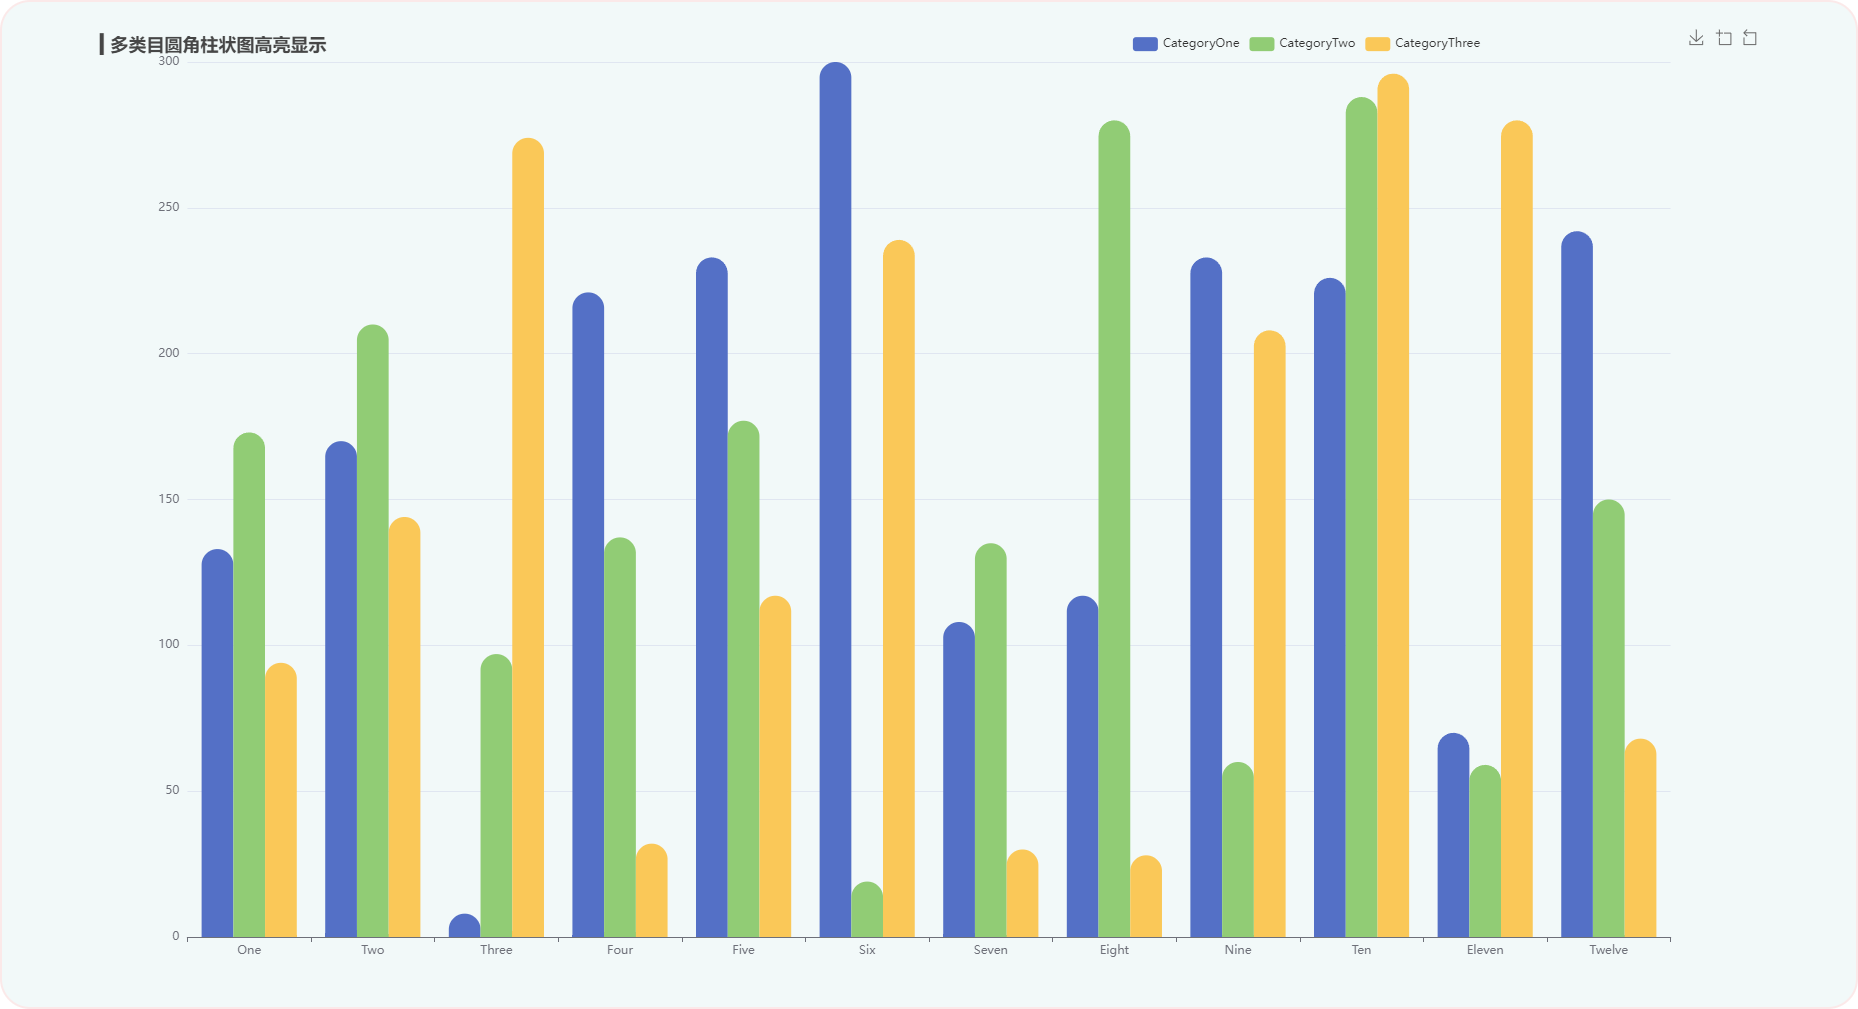 多类目圆角柱状图高亮显示
CategoryOne CategoryTwo CategoryThree
300
250
200
150
100
50
0
One Two Three Four Five Six Seven Eight Nine Ten Eleven Twelve